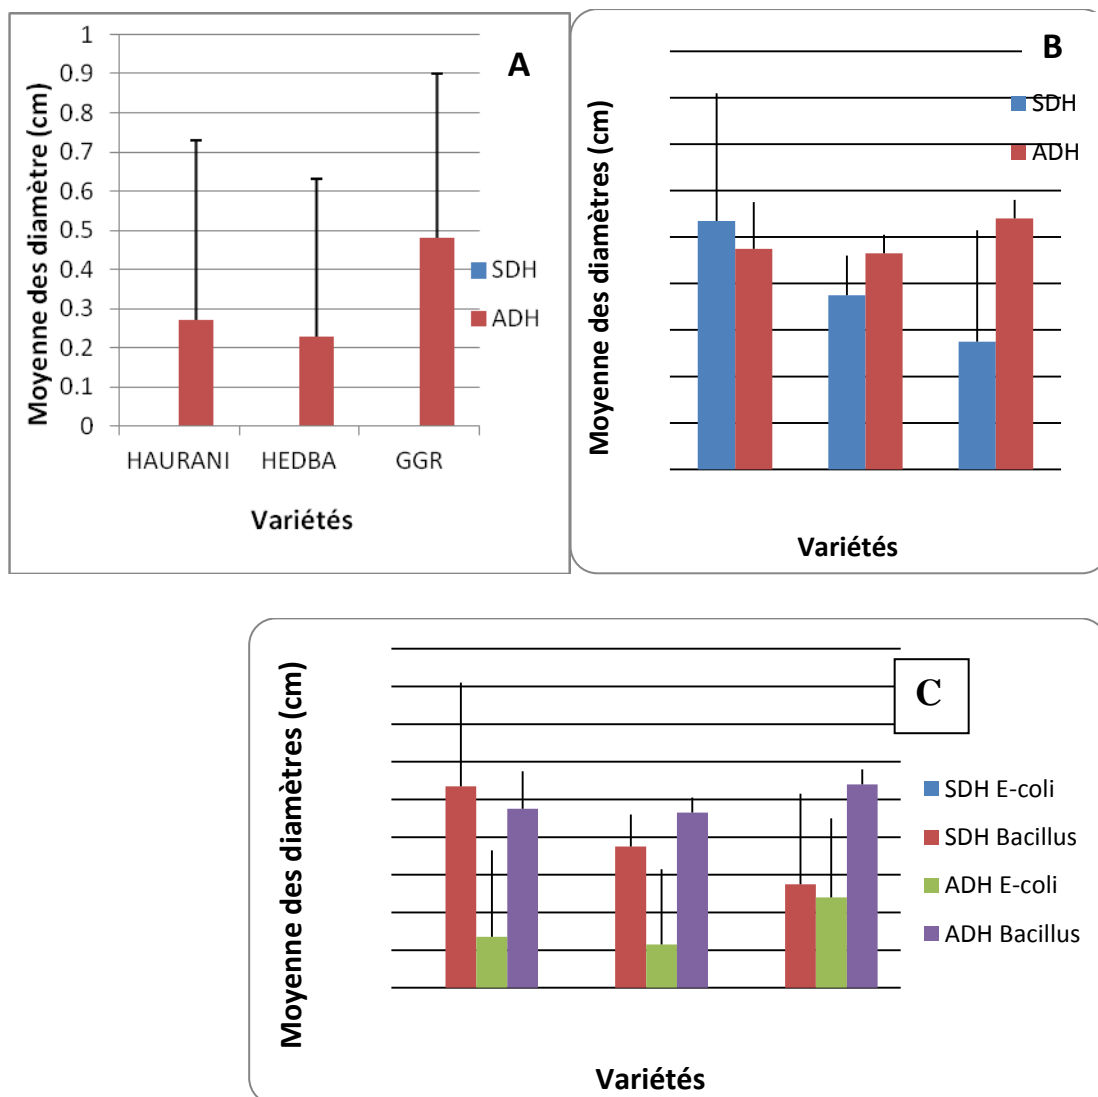 A
Moyenne des diamètre (cm)
1
0.9
0.8
0.7
0.6
0.5
0.4
0.3
0.2
0.1
0
HAURANI HEDBA GGR
Variétés
SDH
ADH
B
Moyenne des diamètres (cm)
SDH
ADH
Variétés
C
Moyenne des diamètres (cm)
SDH E-coli
SDH Bacillus
ADH E-coli
ADH Bacillus
Variétés